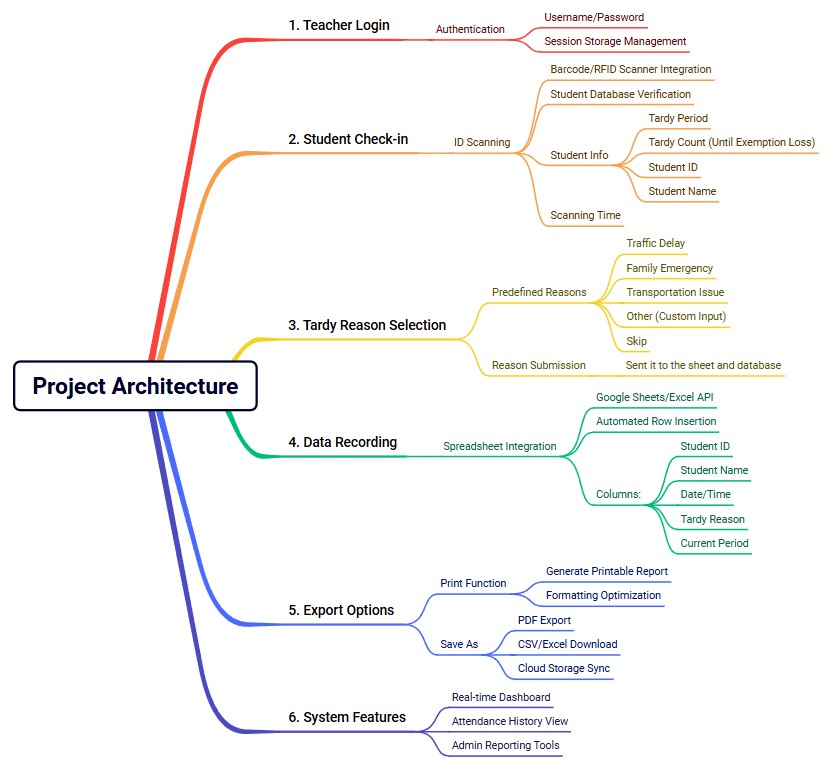 Project Architecture
1. Teacher Login
Authentication
Username/Password
Session Storage Management
2. Student Check-in
ID Scanning
Barcode/RFID Scanner Integration
Student Database Verification
Student Info
Tardy Period
Tardy Count (Until Exemption Loss)
Student ID
Student Name
Scanning Time
3. Tardy Reason Selection
Predefined Reasons
Traffic Delay
Family Emergency
Transportation Issue
Other (Custom Input)
Skip
Reason Submission
Sent it to the sheet and database
4. Data Recording
Spreadsheet Integration
Google Sheets/Excel API
Automated Row Insertion
Columns:
Student ID
Student Name
Date/Time
Tardy Reason
Current Period
5. Export Options
Print Function
Generate Printable Report
Formatting Optimization
Save As
PDF Export
CSV/Excel Download
Cloud Storage Sync
6. System Features
Real-time Dashboard
Attendance History View
Admin Reporting Tools